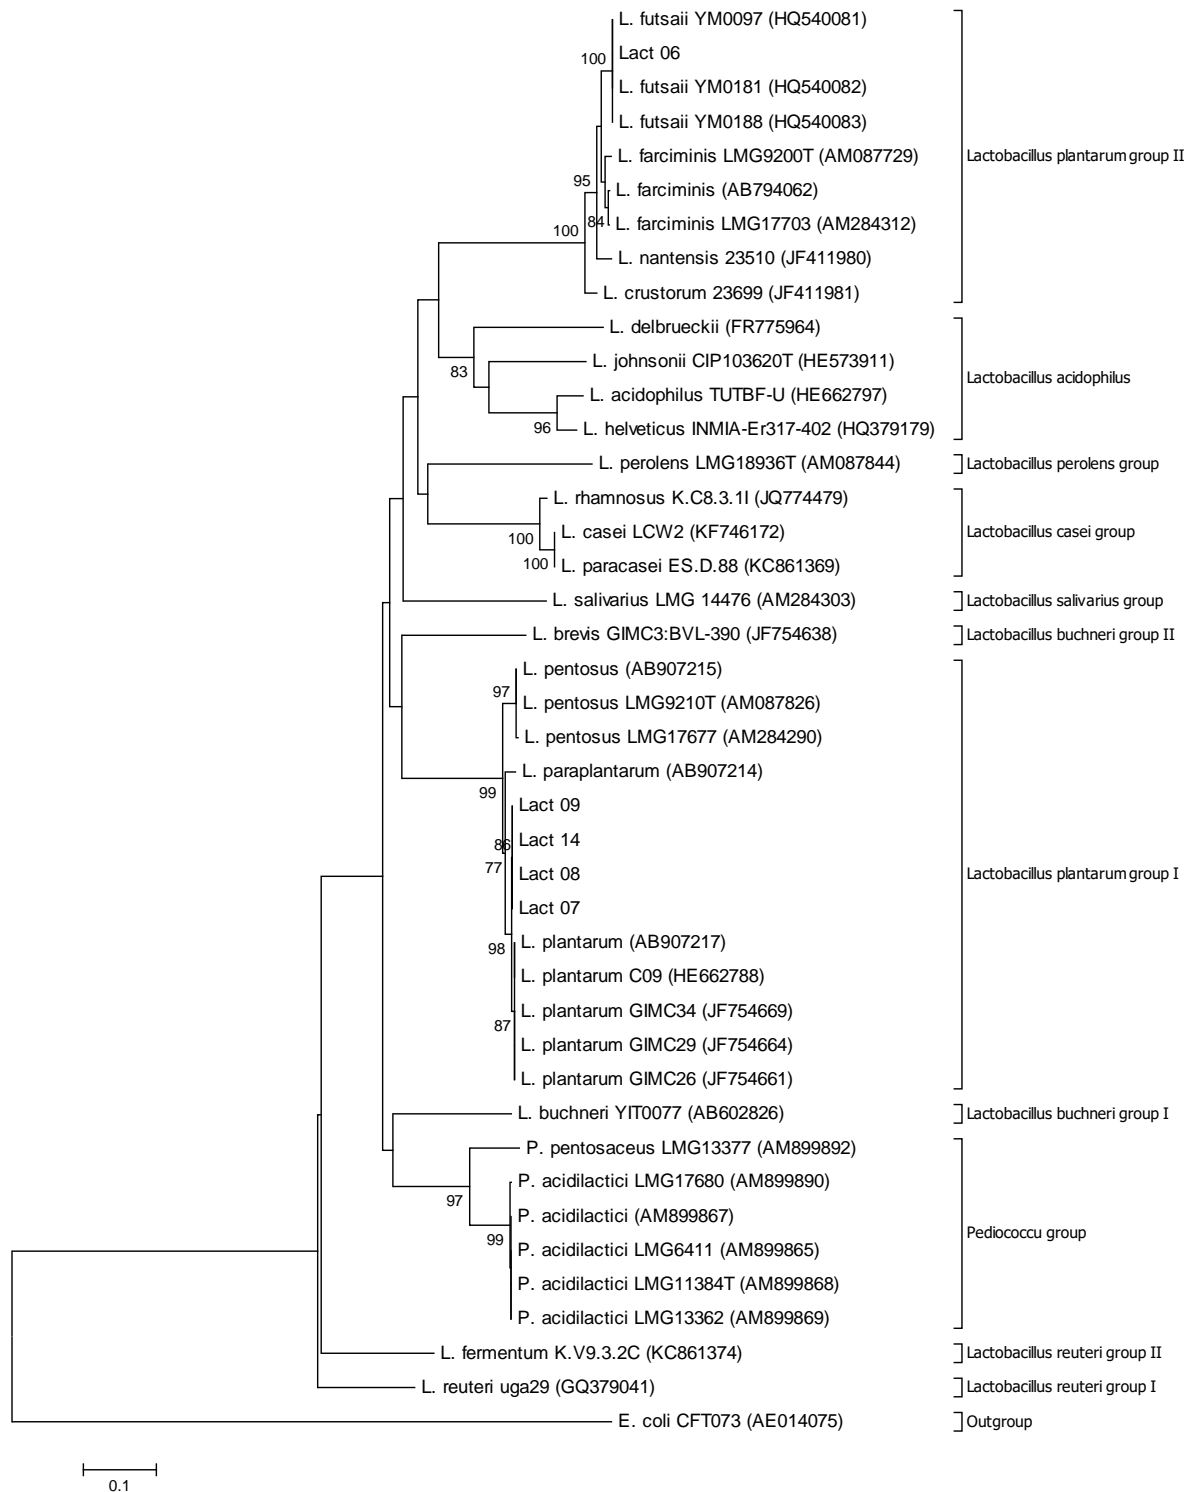 L. futsaii YM0097 (HQ540081)
Lact 06
100
L. futsaii YM0181 (HQ540082)
L. futsaii YM0188 (HQ540083)
L. farciminis LMG9200T (AM087729)
Lactobacillus plantarum group II
95
L. farciminis (AB794062)
84
L. farciminis LMG17703 (AM284312)
100
L. nantensis 23510 (JF411980)
L. crustorum 23699 (JF411981)
L. delbrueckii (FR775964)
L. johnsonii CIP103620T (HE573911)
83
Lactobacillus acidophilus
L. acidophilus TUTBF-U (HE662797)
96
L. helveticus INMIA-Er317-402 (HQ379179)
L. perolens LMG18936T (AM087844)
Lactobacillus perolens group
L. rhamnosus K.C8.3.1I (JQ774479)
L. casei LCW2 (KF746172)
Lactobacillus casei group
100
100
L. paracasei ES.D.88 (KC861369)
L. salivarius LMG 14476 (AM284303)
Lactobacillus salivarius group
L. brevis GIMC3:BVL-390 (JF754638)
Lactobacillus buchneri group II
L. pentosus (AB907215)
97
L. pentosus LMG9210T (AM087826)
L. pentosus LMG17677 (AM284290)
L. paraplantarum (AB907214)
99
Lact 09
Lact 14
86
77
Lact 08
Lactobacillus plantarum group I
Lact 07
L. plantarum (AB907217)
98
L. plantarum C09 (HE662788)
L. plantarum GIMC34 (JF754669)
87
L. plantarum GIMC29 (JF754664)
L. plantarum GIMC26 (JF754661)
L. buchneri YIT0077 (AB602826)
Lactobacillus buchneri group I
P. pentosaceus LMG13377 (AM899892)
P. acidilactici LMG17680 (AM899890)
97
P. acidilactici (AM899867)
Pediococcu group
99
P. acidilactici LMG6411 (AM899865)
P. acidilactici LMG11384T (AM899868)
P. acidilactici LMG13362 (AM899869)
L. fermentum K.V9.3.2C (KC861374)
Lactobacillus reuteri group II
L. reuteri uga29 (GQ379041)
Lactobacillus reuteri group I
E. coli CFT073 (AE014075)
Outgroup
0.1